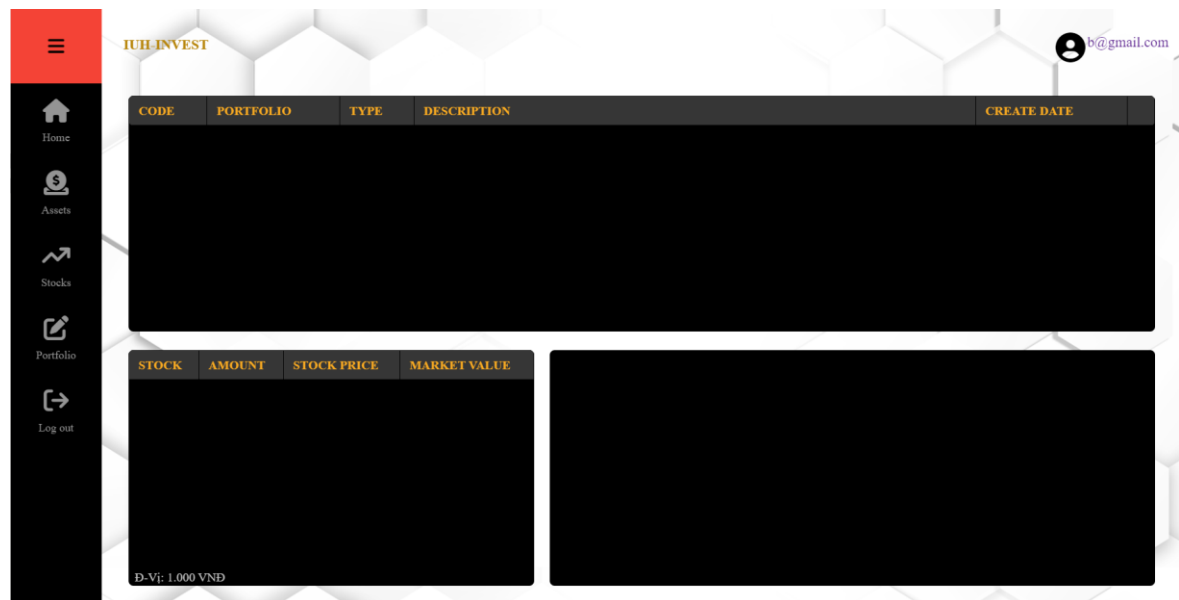 IUH-INVEST
b@gmail.com
Home
Assets
Stocks
Portfolio
Log out
CODE PORTFOLIO TYPE DESCRIPTION CREATE DATE
STOCK AMOUNT STOCK PRICE MARKET VALUE
Đ-Vị: 1.000 VNĐ